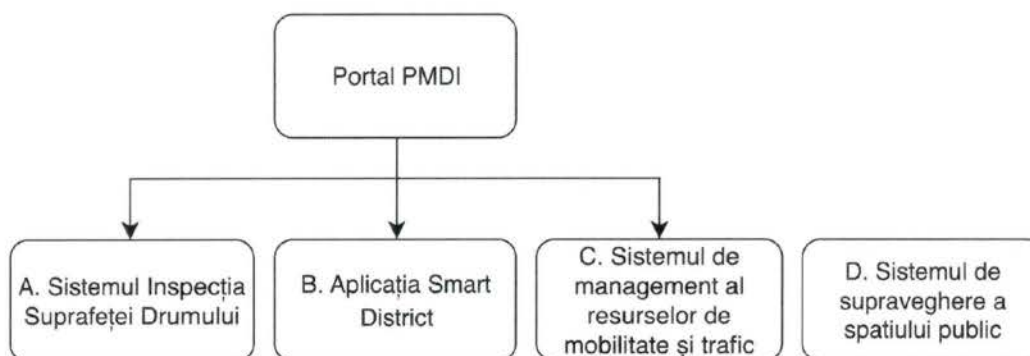 Portal PMDI
A. Sistemul Inspecția
Suprafeței Drumului
B. Aplicația Smart
District
C. Sistemul de
management al
resurselor de
mobilitate și trafic
D. Sistemul de
supraveghere a
spatiului public